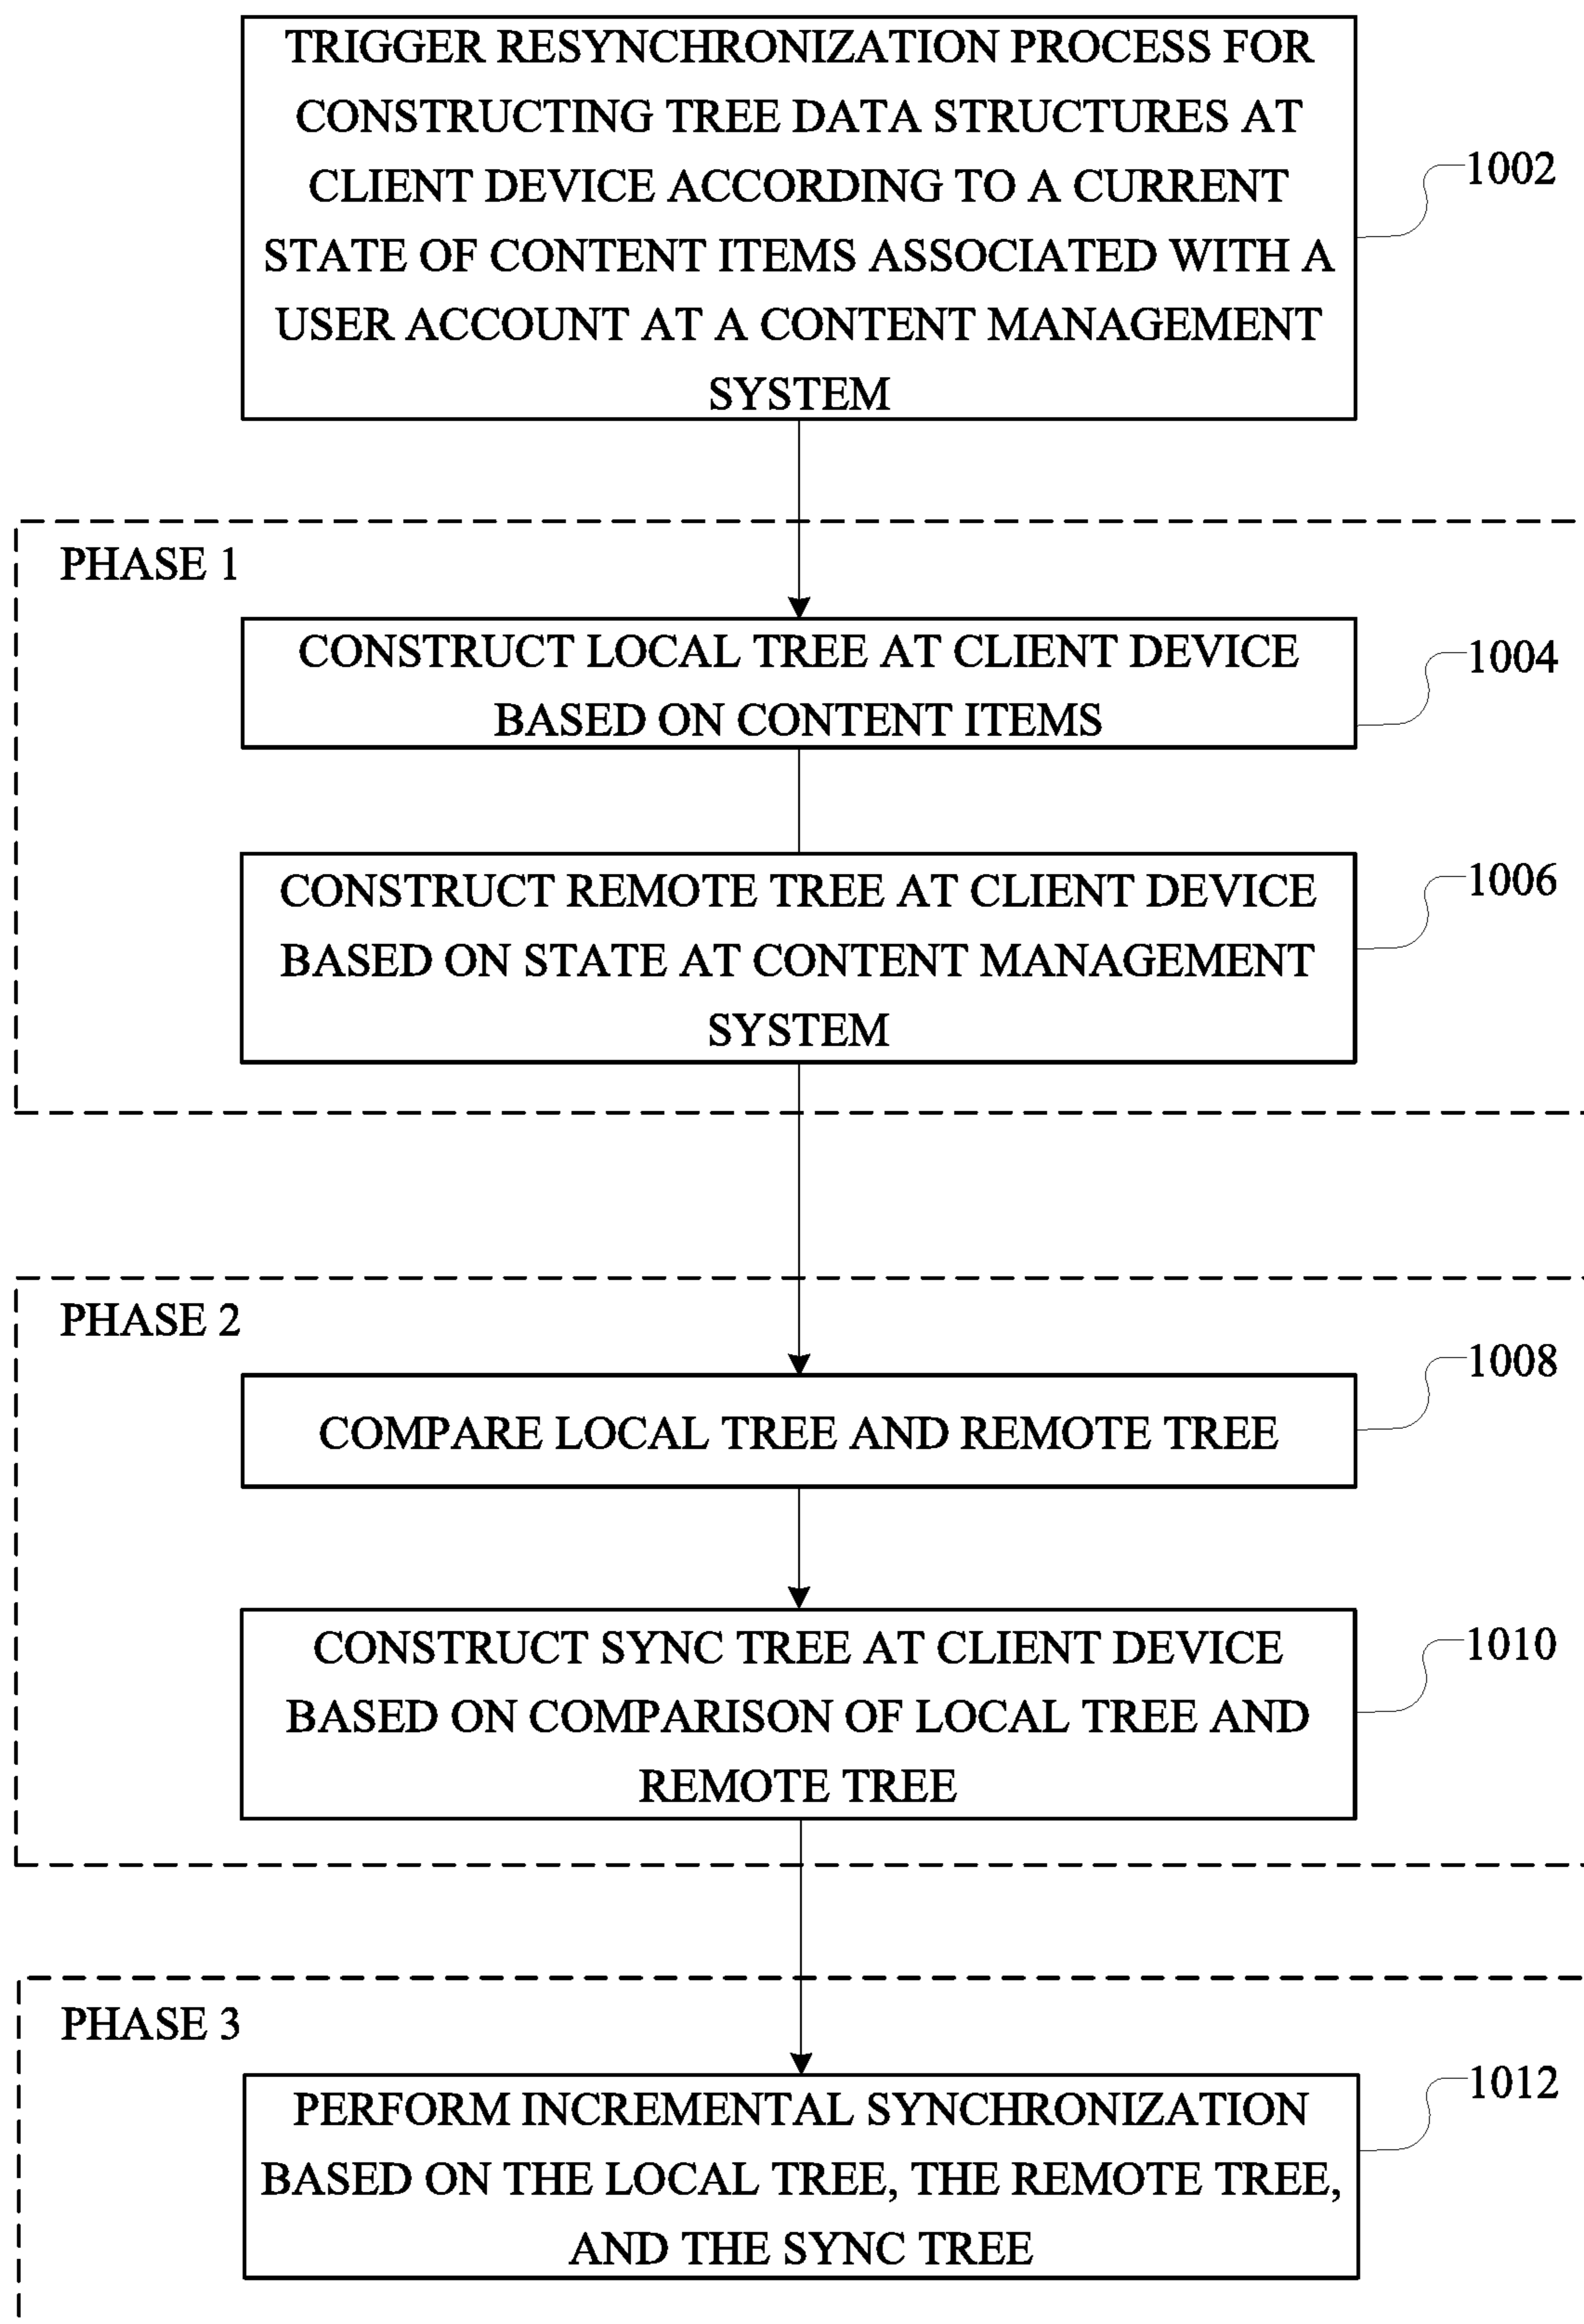 TRIGGER RESYNCHRONIZATION PROCESS FOR
CONSTRUCTING TREE DATA STRUCTURES AT
CLIENT DEVICE ACCORDING TO A CURRENT
STATE OF CONTENT ITEMS ASSOCIATED WITH A
USER ACCOUNT AT A CONTENT MANAGEMENT
SYSTEM
1002
PHASE 1
CONSTRUCT LOCAL TREE AT CLIENT DEVICE
BASED ON CONTENT ITEMS
1004
CONSTRUCT REMOTE TREE AT CLIENT DEVICE
BASED ON STATE AT CONTENT MANAGEMENT
SYSTEM
1006
PHASE 2
COMPARE LOCAL TREE AND REMOTE TREE
1008
CONSTRUCT SYNC TREE AT CLIENT DEVICE
BASED ON COMPARISON OF LOCAL TREE AND
REMOTE TREE
1010
PHASE 3
PERFORM INCREMENTAL SYNCHRONIZATION
BASED ON THE LOCAL TREE, THE REMOTE TREE,
AND THE SYNC TREE
1012